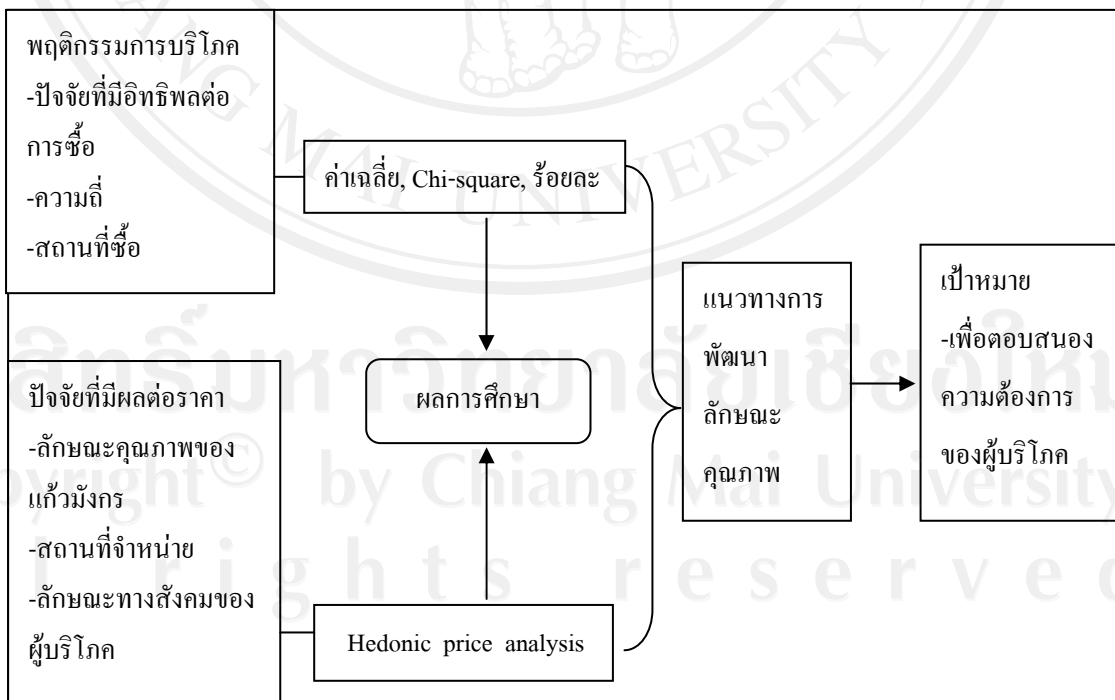 พฤติกรรมการบริโภค
-ปัจจัยที่มีอิทธิพลต่อ
การซื้อ
-ความถี่
-สถานที่ซื้อ
ค่าเฉลี่ย, Chi-square, ร้อยละ
ปัจจัยที่มีผลต่อราคา
-ลักษณะคุณภาพของ
แก้วมังกร
-สถานที่จำหน่าย
-ลักษณะทางสังคมของ
ผู้บริโภค
ผลการศึกษา
Hedonic price analysis
แนวทางการ
พัฒนา
ลักษณะ
คุณภาพ
เป้าหมาย
-เพื่อตอบสนอง
ความต้องการ
ของผู้บริโภค
ANG MAI UNIVERSITY
สิทธิ์มหาวิทยาลัยเชียงใหม
pyright© by Chiang Mai University
l rights reserved